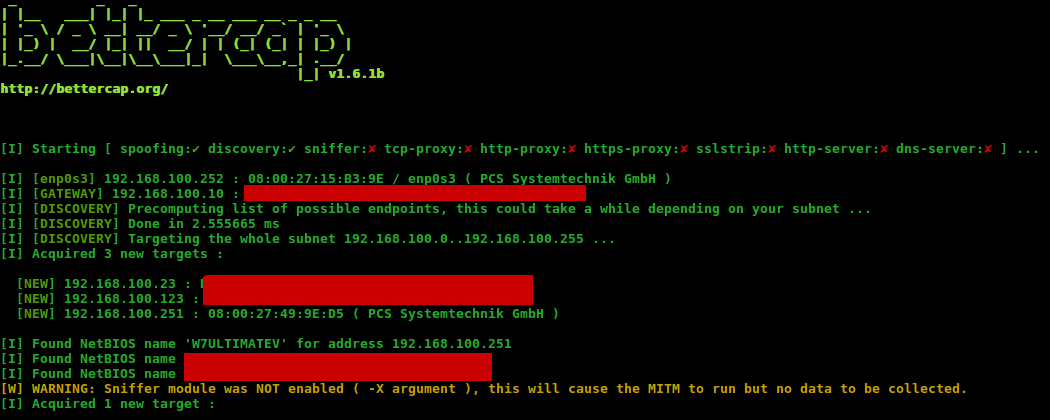 bettercap
v1.6.1b
http://bettercap.org/
[I] Starting [ spoofing:✔ discovery:✔ sniffer:✘ tcp-proxy:✘ http-proxy:✘ https-proxy:✘ sslstrip:✘ http-server:✘ dns-server:✘ ] ...
[I] [enp0s3] 192.168.100.252 : 08:00:27:15:B3:9E / enp0s3 ( PCS Systemtechnik GmbH )
[I] [GATEWAY] 192.168.100.10 :
[I] [DISCOVERY] Precomputing list of possible endpoints, this could take a while depending on your subnet ...
[I] [DISCOVERY] Done in 2.555665 ms
[I] [DISCOVERY] Targeting the whole subnet 192.168.100.0..192.168.100.255 ...
[I] Acquired 3 new targets :
[NEW] 192.168.100.23 :
[NEW] 192.168.100.123 :
[NEW] 192.168.100.251 : 08:00:27:49:9E:D5 ( PCS Systemtechnik GmbH )
[I] Found NetBIOS name 'W7ULTIMATEV' for address 192.168.100.251
[I] Found NetBIOS name
[I] Found NetBIOS name
[W] WARNING: Sniffer module was NOT enabled ( -X argument ), this will cause the MITM to run but no data to be collected.
[I] Acquired 1 new target :